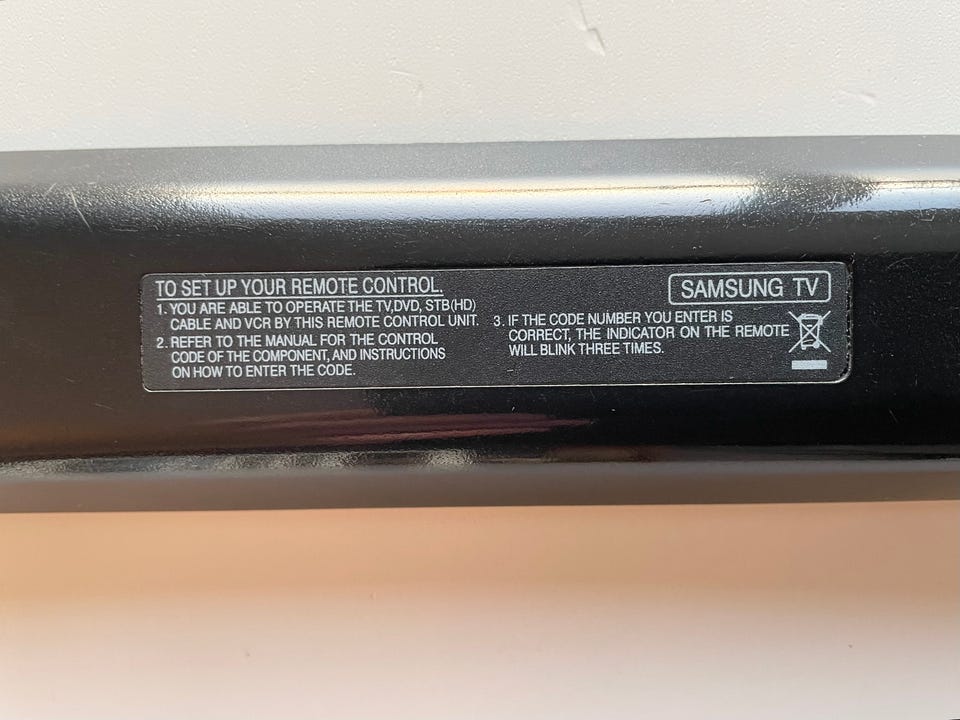 TO SET UP YOUR REMOTE CONTROL.
1. YOU ARE ABLE TO OPERATE THE TV,DVD, STB(HD)
CABLE AND VCR BY THIS REMOTE CONTROL UNIT.
2. REFER TO THE MANUAL FOR THE CONTROL
CODE OF THE COMPONENT, AND INSTRUCTIONS
ON HOW TO ENTER THE CODE.
SAMSUNG TV
3. IF THE CODE NUMBER YOU ENTER IS
CORRECT, THE INDICATOR ON THE REMOTE
WILL BLINK THREE TIMES.